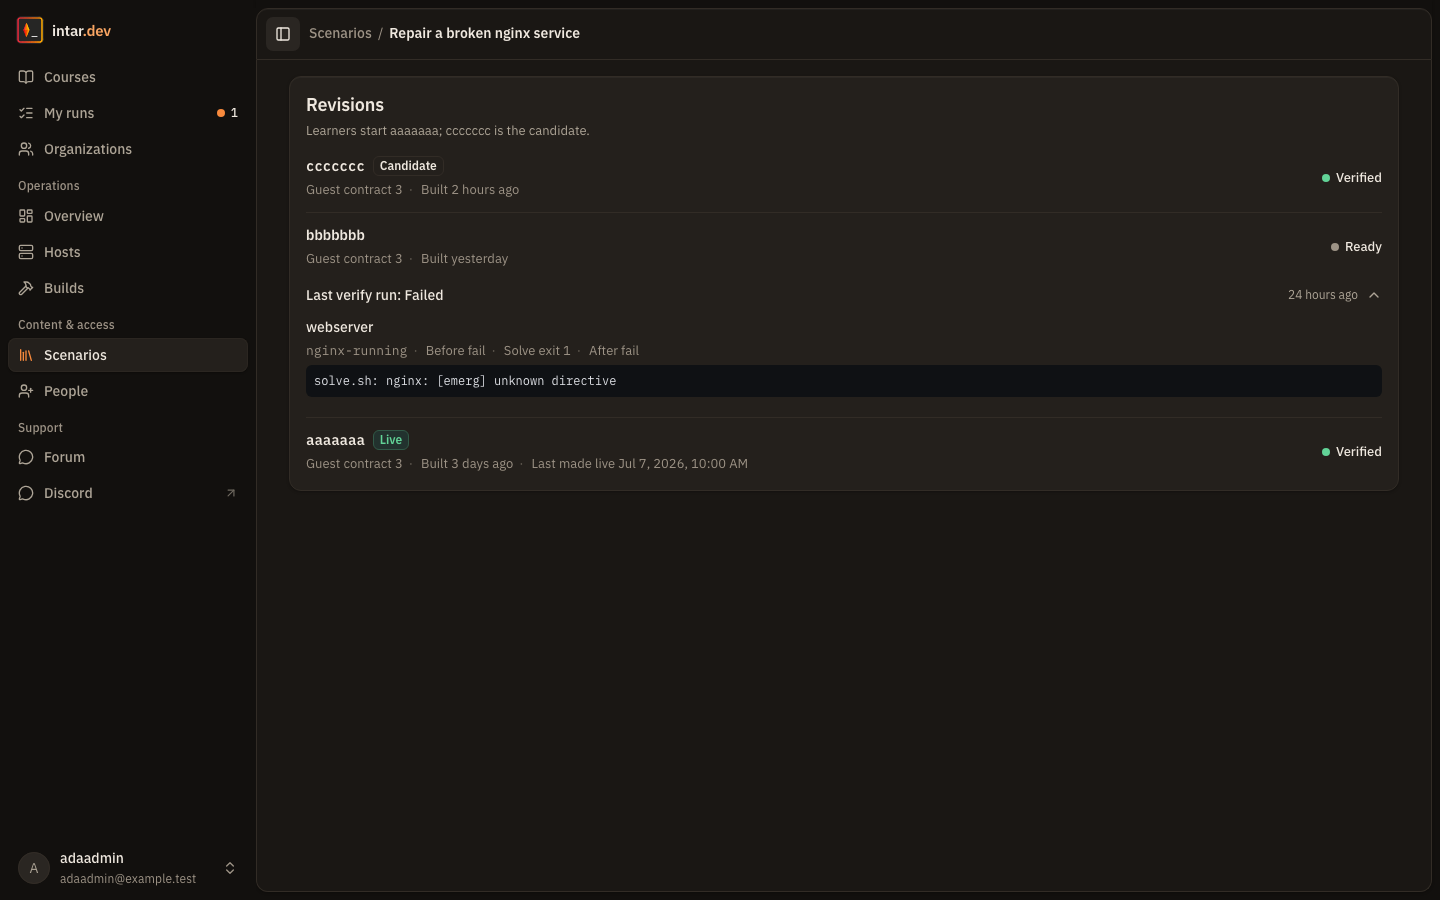 intar.dev
Courses
My runs 1
Organizations
Operations
Overview
Hosts
Builds
Content & access
Scenarios
People
Support
Forum
Discord
A
adaadmin
adaadmin@example.test
Scenarios / Repair a broken nginx service
Revisions
Learners start aaaaaaa; ccccccc is the candidate.
ccccccc Candidate
Guest contract 3 · Built 2 hours ago
Verified
bbbbbbb
Guest contract 3 · Built yesterday
Ready
Last verify run: Failed 24 hours ago
webserver
nginx-running · Before fail · Solve exit 1 · After fail
solve.sh: nginx: [emerg] unknown directive
aaaaaaa Live
Guest contract 3 · Built 3 days ago · Last made live Jul 7, 2026, 10:00 AM
Verified